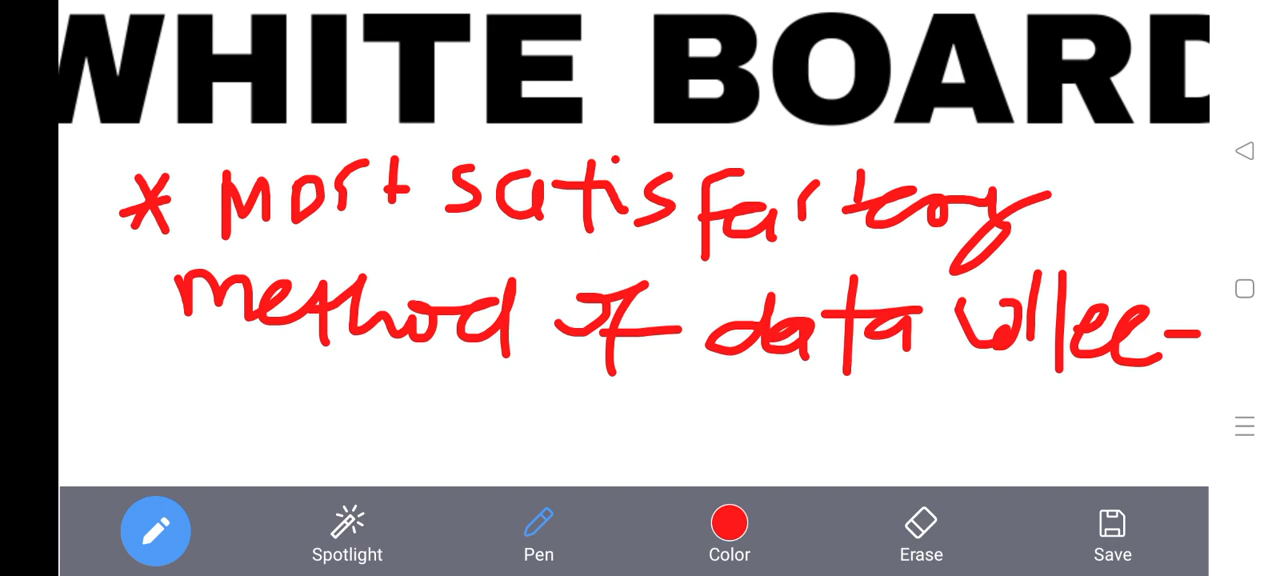 WHITE BOARD
* Most satisfactory
method of data collec-
Spotlight Pen Color Erase Save